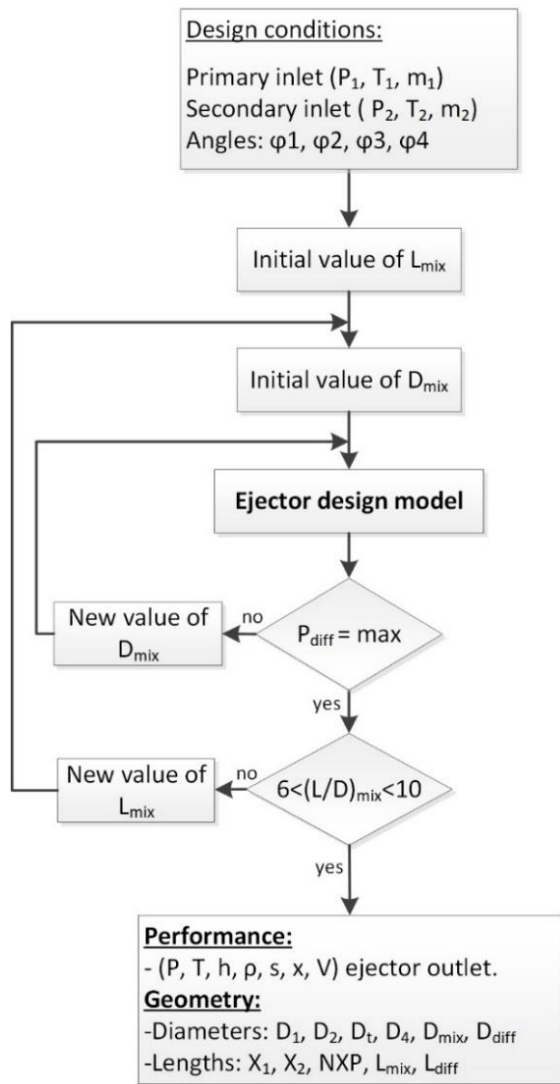 Design conditions:
Primary inlet (P₁, T₁, m₁)
Secondary inlet ( P₂, T₂, m₂)
Angles: φ1, φ2, φ3, φ4
Initial value of Lₘᵢₓ
Initial value of Dₘᵢₓ
Ejector design model
New value of
Dₘᵢₓ
no
P_diff = max
yes
New value of
Lₘᵢₓ
no
6<(L/D)ₘᵢₓ<10
yes
Performance:
- (P, T, h, ρ, s, x, V) ejector outlet.
Geometry:
-Diameters: D₁, D₂, Dₜ, D₄, Dₘᵢₓ, D_diff
-Lengths: X₁, X₂, NXP, Lₘᵢₓ, L_diff